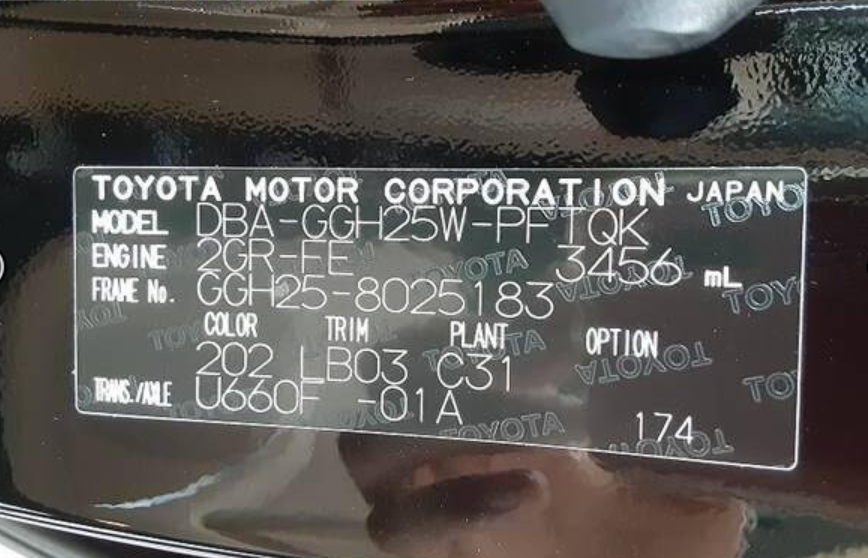 TOYOTA MOTOR CORPORATION JAPAN
MODEL DBA-GGH25W-PFTQK
ENGINE 2GR-FE 3456 mL
FRAME No. GGH25-8025183
COLOR TRIM PLANT OPTION
202 LB03 C31
TRANS./AXLE U660F -01A
174